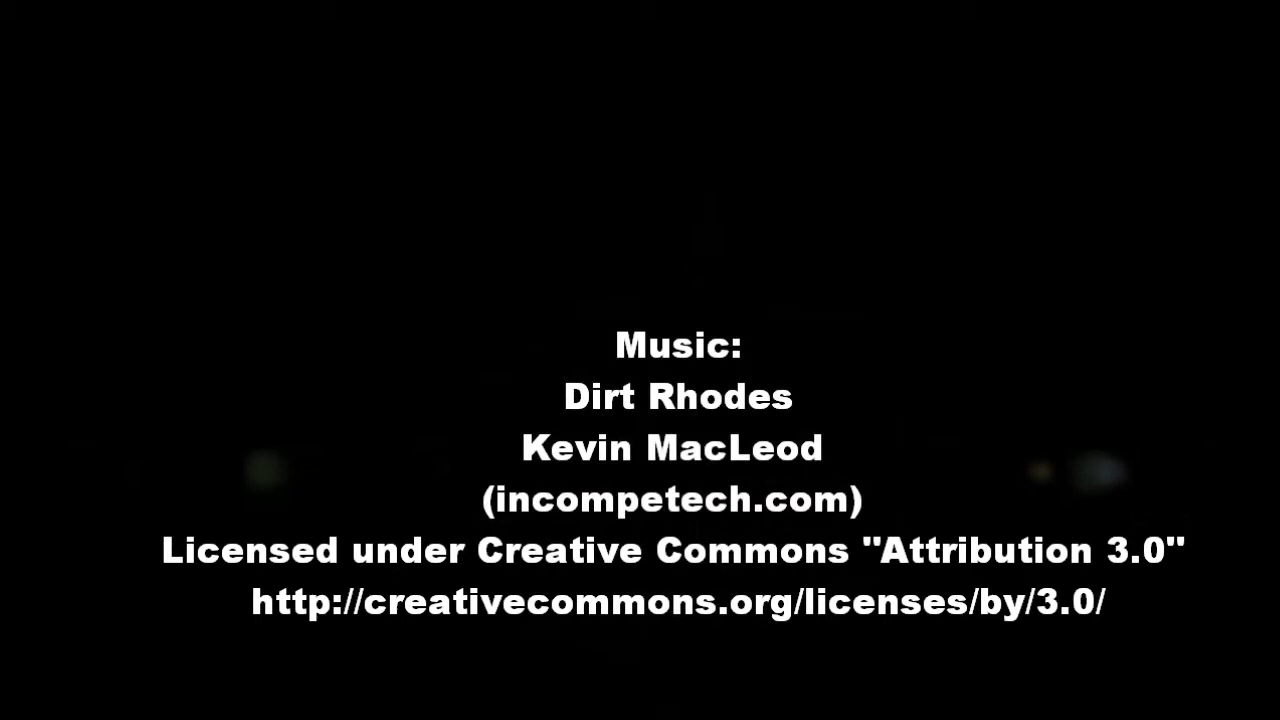 Music:
Dirt Rhodes
Kevin MacLeod
(incompetech.com)
Licensed under Creative Commons "Attribution 3.0"
http://creativecommons.org/licenses/by/3.0/